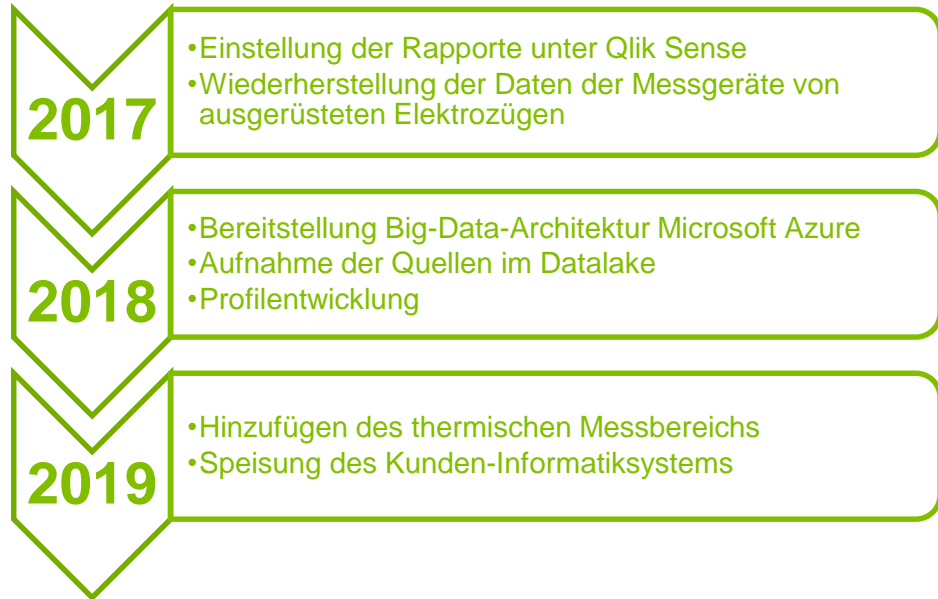 2017
•Einstellung der Rapporte unter Qlik Sense
•Wiederherstellung der Daten der Messgeräte von
ausgerüsteten Elektrozügen
2018
•Bereitstellung Big-Data-Architektur Microsoft Azure
•Aufnahme der Quellen im Datalake
•Profilentwicklung
2019
•Hinzufügen des thermischen Messbereichs
•Speisung des Kunden-Informatiksystems